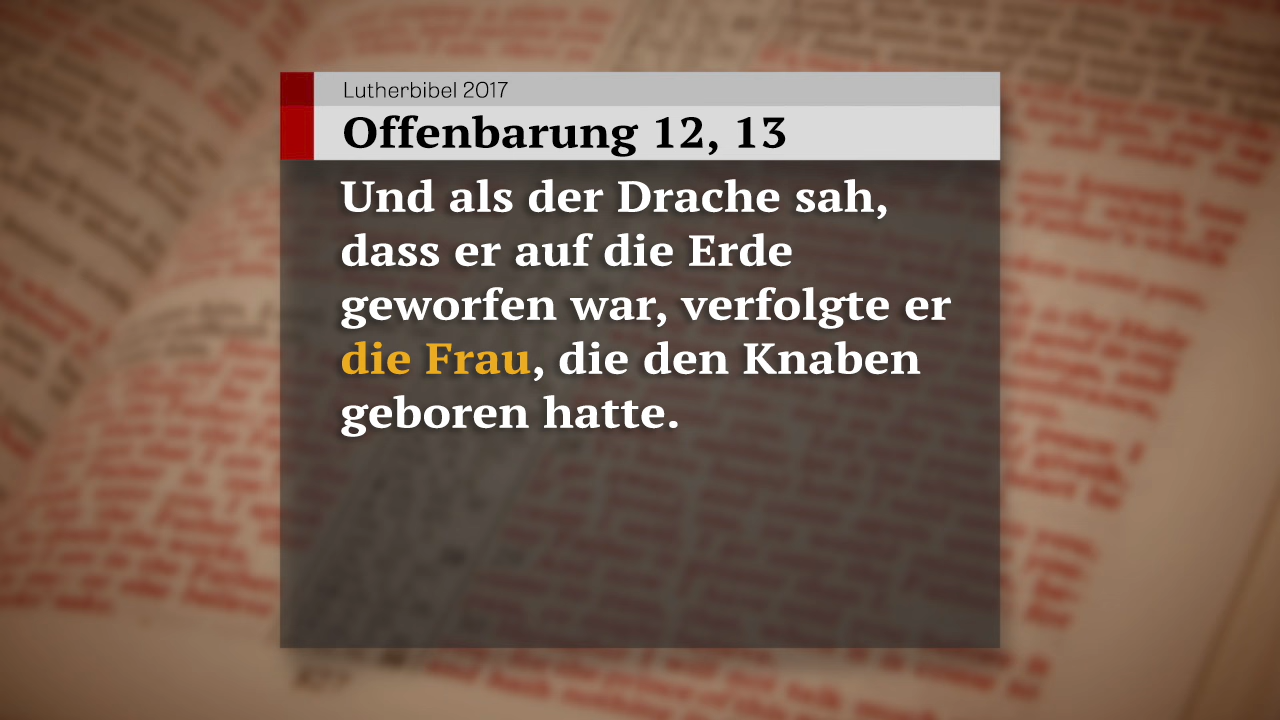 Lutherbibel 2017
Offenbarung 12, 13
Und als der Drache sah,
dass er auf die Erde
geworfen war, verfolgte er
die Frau, die den Knaben
geboren hatte.